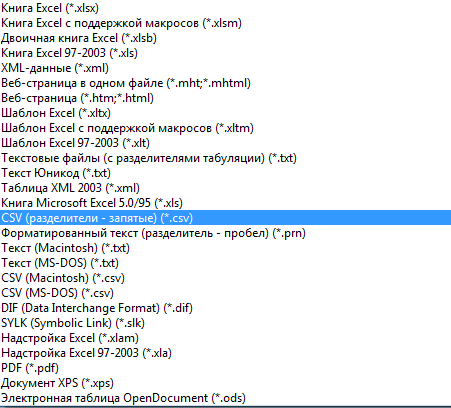 Книга Excel (*.xlsx)
Книга Excel с поддержкой макросов (*.xlsm)
Двоичная книга Excel (*.xlsb)
Книга Excel 97-2003 (*.xls)
XML-данные (*.xml)
Веб-страница в одном файле (*.mht;*.mhtml)
Веб-страница (*.htm;*.html)
Шаблон Excel (*.xltx)
Шаблон Excel с поддержкой макросов (*.xltm)
Шаблон Excel 97-2003 (*.xlt)
Текстовые файлы (с разделителями табуляции) (*.txt)
Текст Юникод (*.txt)
Таблица XML 2003 (*.xml)
Книга Microsoft Excel 5.0/95 (*.xls)
CSV (разделители - запятые) (*.csv)
Форматированный текст (разделитель - пробел) (*.prn)
Текст (Macintosh) (*.txt)
Текст (MS-DOS) (*.txt)
CSV (Macintosh) (*.csv)
CSV (MS-DOS) (*.csv)
DIF (Data Interchange Format) (*.dif)
SYLK (Symbolic Link) (*.slk)
Надстройка Excel (*.xlam)
Надстройка Excel 97-2003 (*.xla)
PDF (*.pdf)
Документ XPS (*.xps)
Электронная таблица OpenDocument (*.ods)